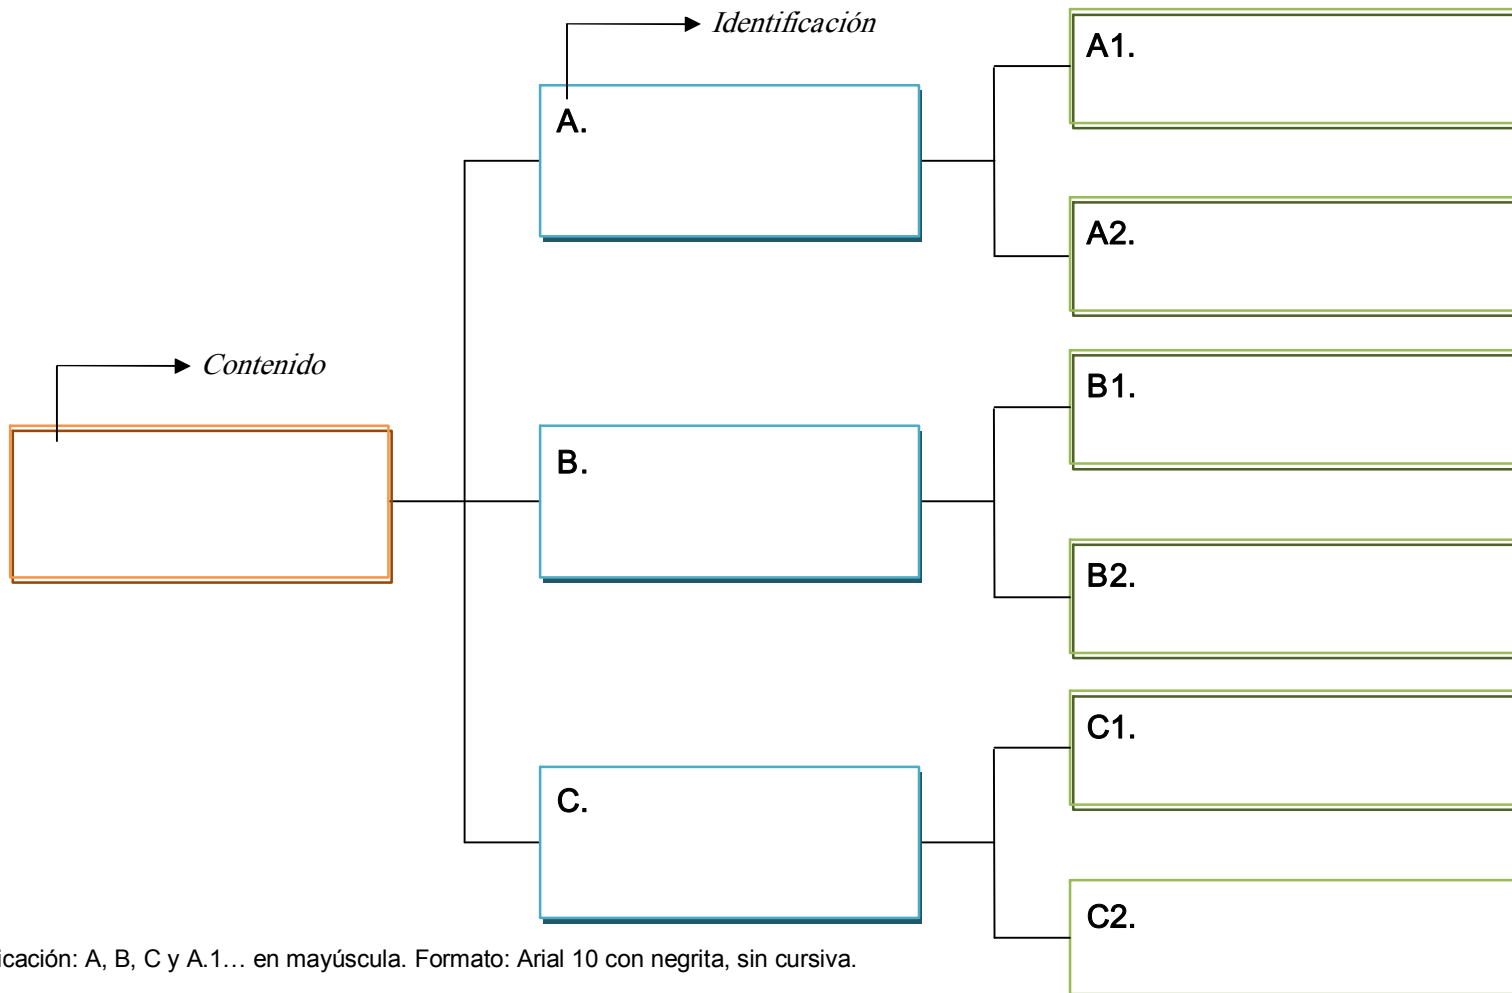 Identificación
A1.
A.
A2.
Contenido
B1.
B.
B2.
C1.
C.
C2.
icación: A, B, C y A.1… en mayúscula. Formato: Arial 10 con negrita, sin cursiva.